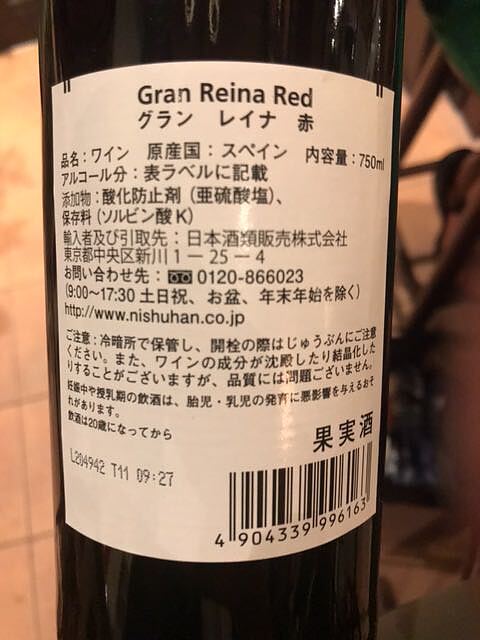 Gran Reina Red
グラン レイナ 赤
品名：ワイン 原産国：スペイン 内容量：750ml
アルコール分：表ラベルに記載
添加物：酸化防止剤（亜硫酸塩）、
保存料（ソルビン酸K）
輸入者及び引取先：日本酒類販売株式会社
東京都中央区新川1－25－4
お問い合わせ先：0120-866023
(9:00～17:30 土日祝、お盆、年末年始を除く)
http://www.nishuhan.co.jp
ご注意：冷暗所で保管し、開栓の際はじゅうぶんにご注意
ください。また、ワインの成分が沈殿したり結晶化した
りすることがございますが、品質には問題ございません。
妊娠中や授乳期の飲酒は、胎児・乳児の発育に悪影響を与えるおそ
れがあります。
飲酒は20歳になってから
果実酒
L204942 T11 09:27
4 904339 996163